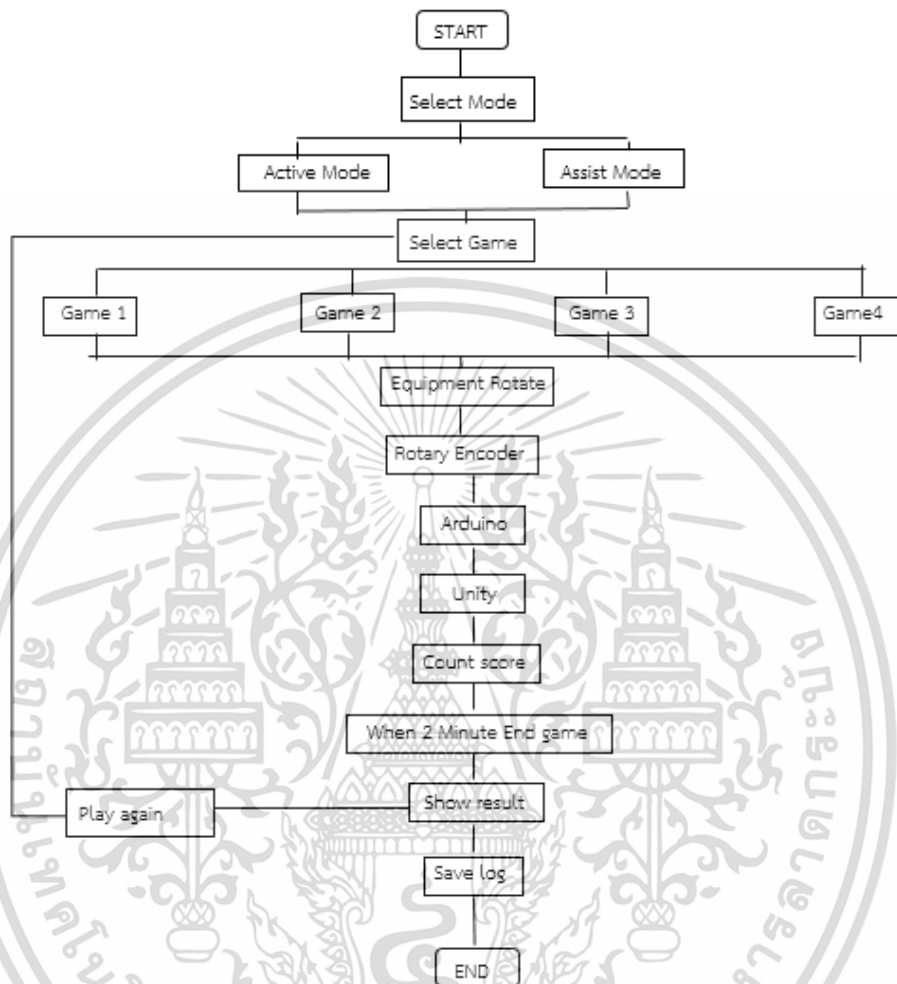 START
Select Mode
Active Mode
Assist Mode
Select Game
Game 1
Game 2
Game 3
Game4
Equipment Rotate
Rotary Encoder
Arduino
Unity
Count score
When 2 Minute End game
Show result
Play again
Save log
END